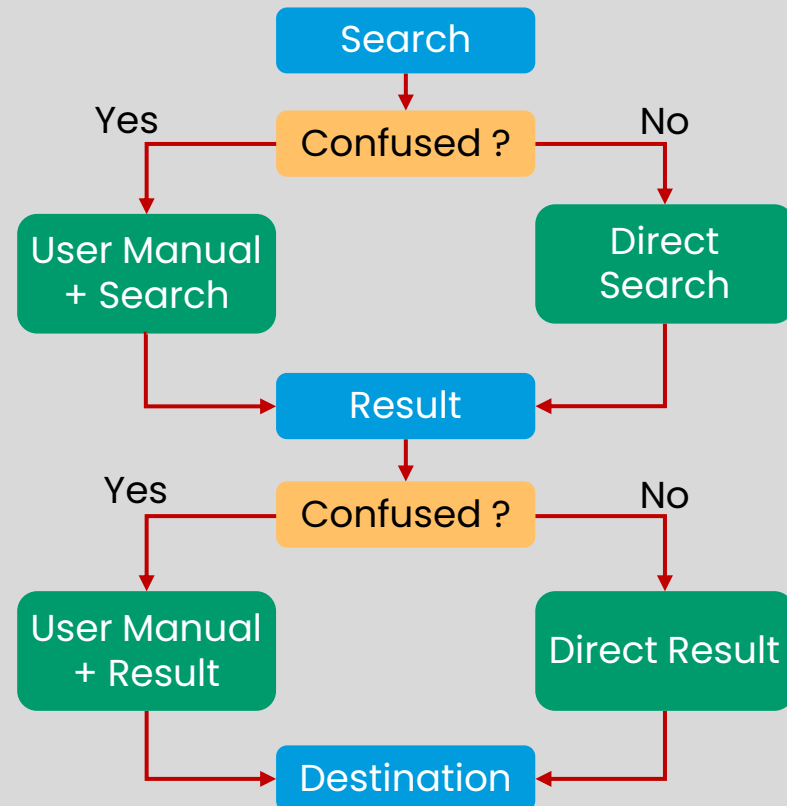 Search
Yes
No
Confused ?
User Manual
+ Search
Direct
Search
Result
Yes
No
Confused ?
User Manual
+ Result
Direct Result
Destination